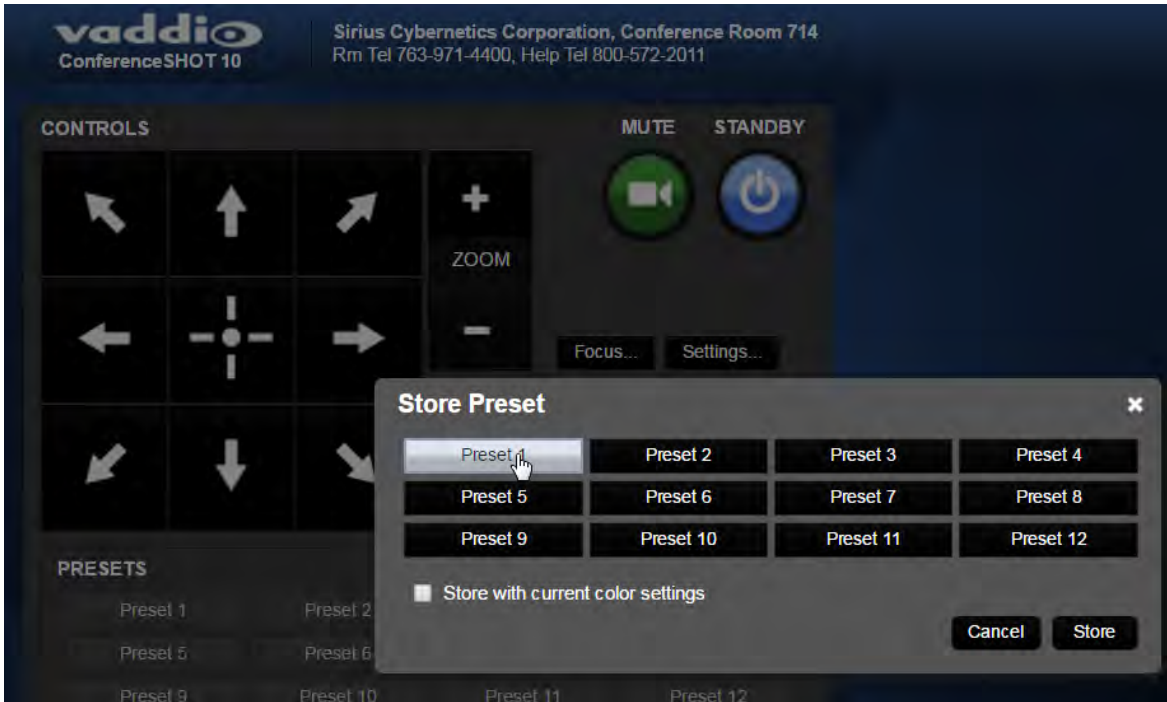 vaddio
ConferenceSHOT 10
Sirius Cybernetics Corporation, Conference Room 714
Rm Tel 763-971-4400, Help Tel 800-572-2011
CONTROLS
MUTE STANDBY
+
ZOOM
-
Focus... Settings...
Store Preset
Preset 1 Preset 2 Preset 3 Preset 4
Preset 5 Preset 6 Preset 7 Preset 8
Preset 9 Preset 10 Preset 11 Preset 12
Store with current color settings
Cancel Store
PRESETS
Preset 1 Preset 2
Preset 5 Preset 6
Preset 9 Preset 10 Preset 11 Preset 12